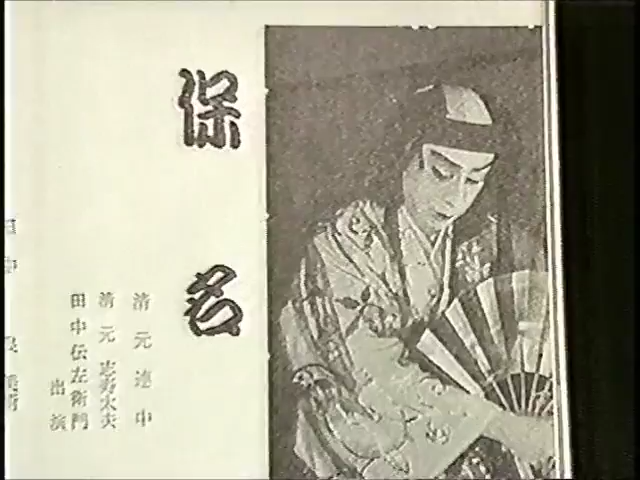 保名
清元連中
清元志寿太夫
田中伝左衛門
出演